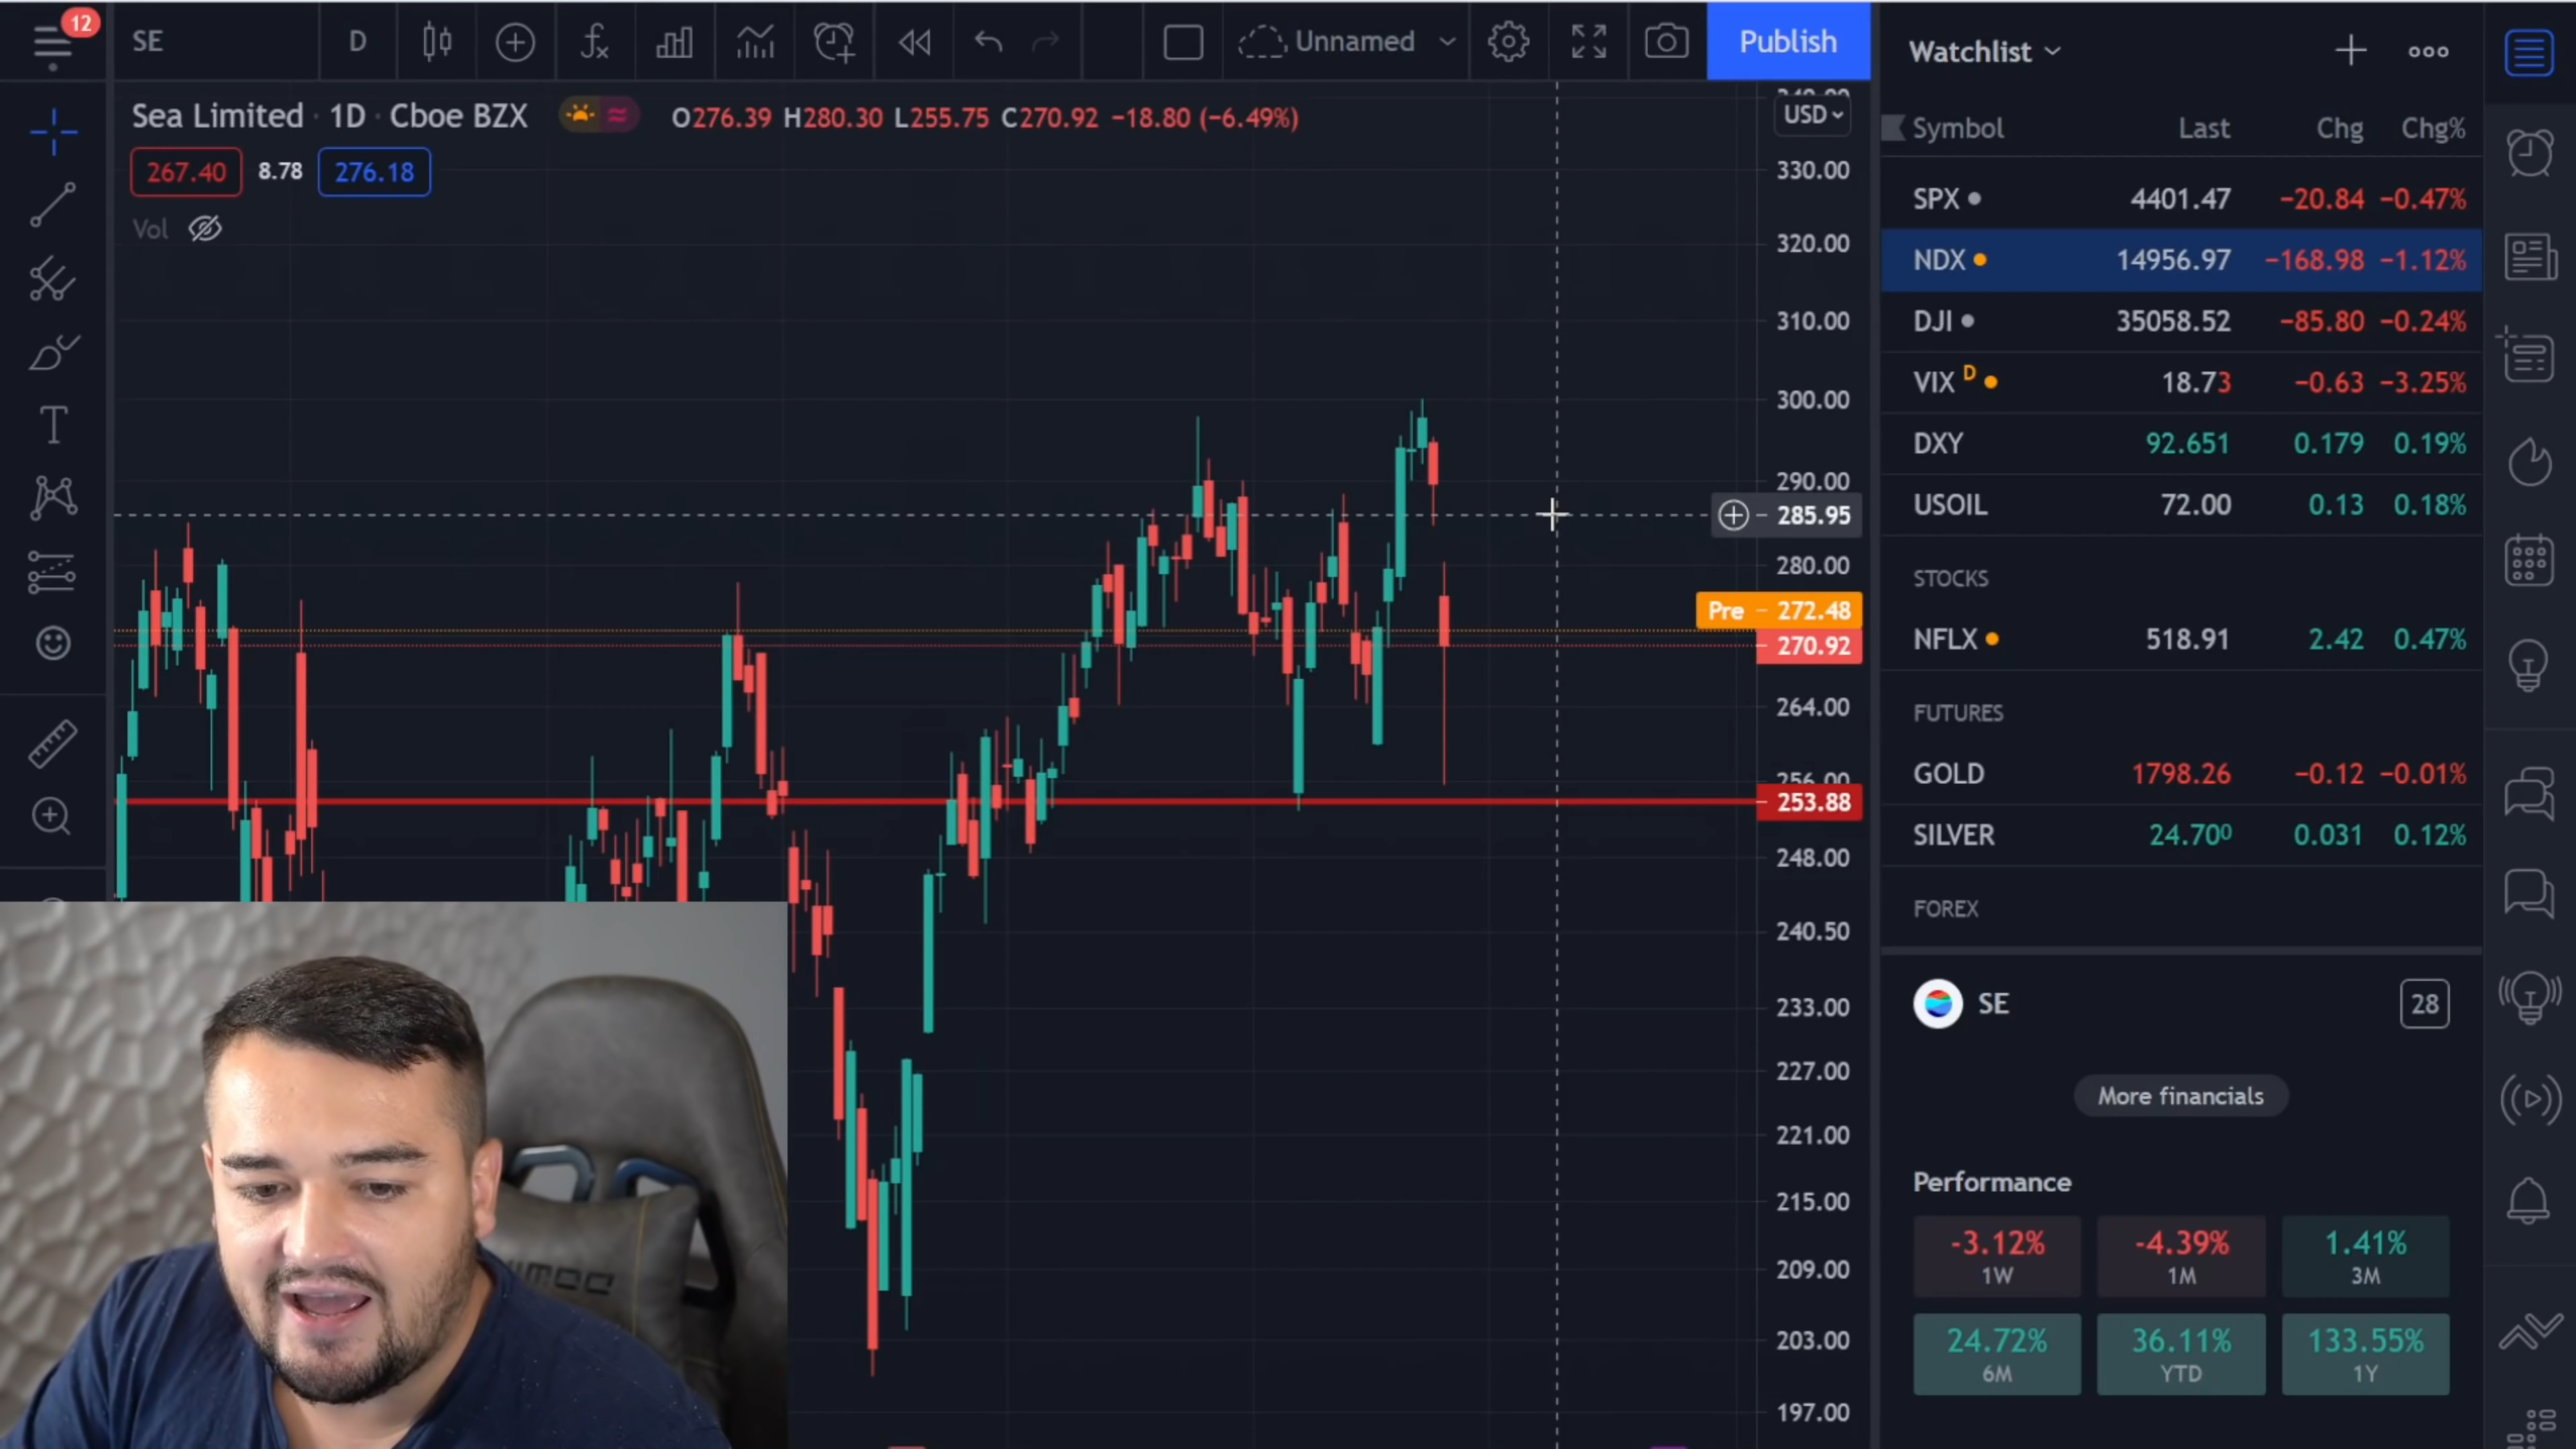 12
SE
D
Unnamed
Publish
Sea Limited · 1D · Cboe BZX
O276.39 H280.30 L255.75 C270.92 −18.80 (−6.49%)
267.40 8.78 276.18
Vol
USD
330.00
320.00
310.00
300.00
290.00
285.95
280.00
Pre 272.48
270.92
264.00
256.00
253.88
248.00
240.50
233.00
227.00
221.00
215.00
209.00
203.00
197.00
Watchlist
Symbol Last Chg Chg%
SPX 4401.47 −20.84 −0.47%
NDX 14956.97 −168.98 −1.12%
DJI 35058.52 −85.80 −0.24%
VIX D 18.73 −0.63 −3.25%
DXY 92.651 0.179 0.19%
USOIL 72.00 0.13 0.18%
STOCKS
NFLX 518.91 2.42 0.47%
FUTURES
GOLD 1798.26 −0.12 −0.01%
SILVER 24.700 0.031 0.12%
FOREX
SE
28
More financials
Performance
-3.12% -4.39% 1.41%
1W 1M 3M
24.72% 36.11% 133.55%
6M YTD 1Y